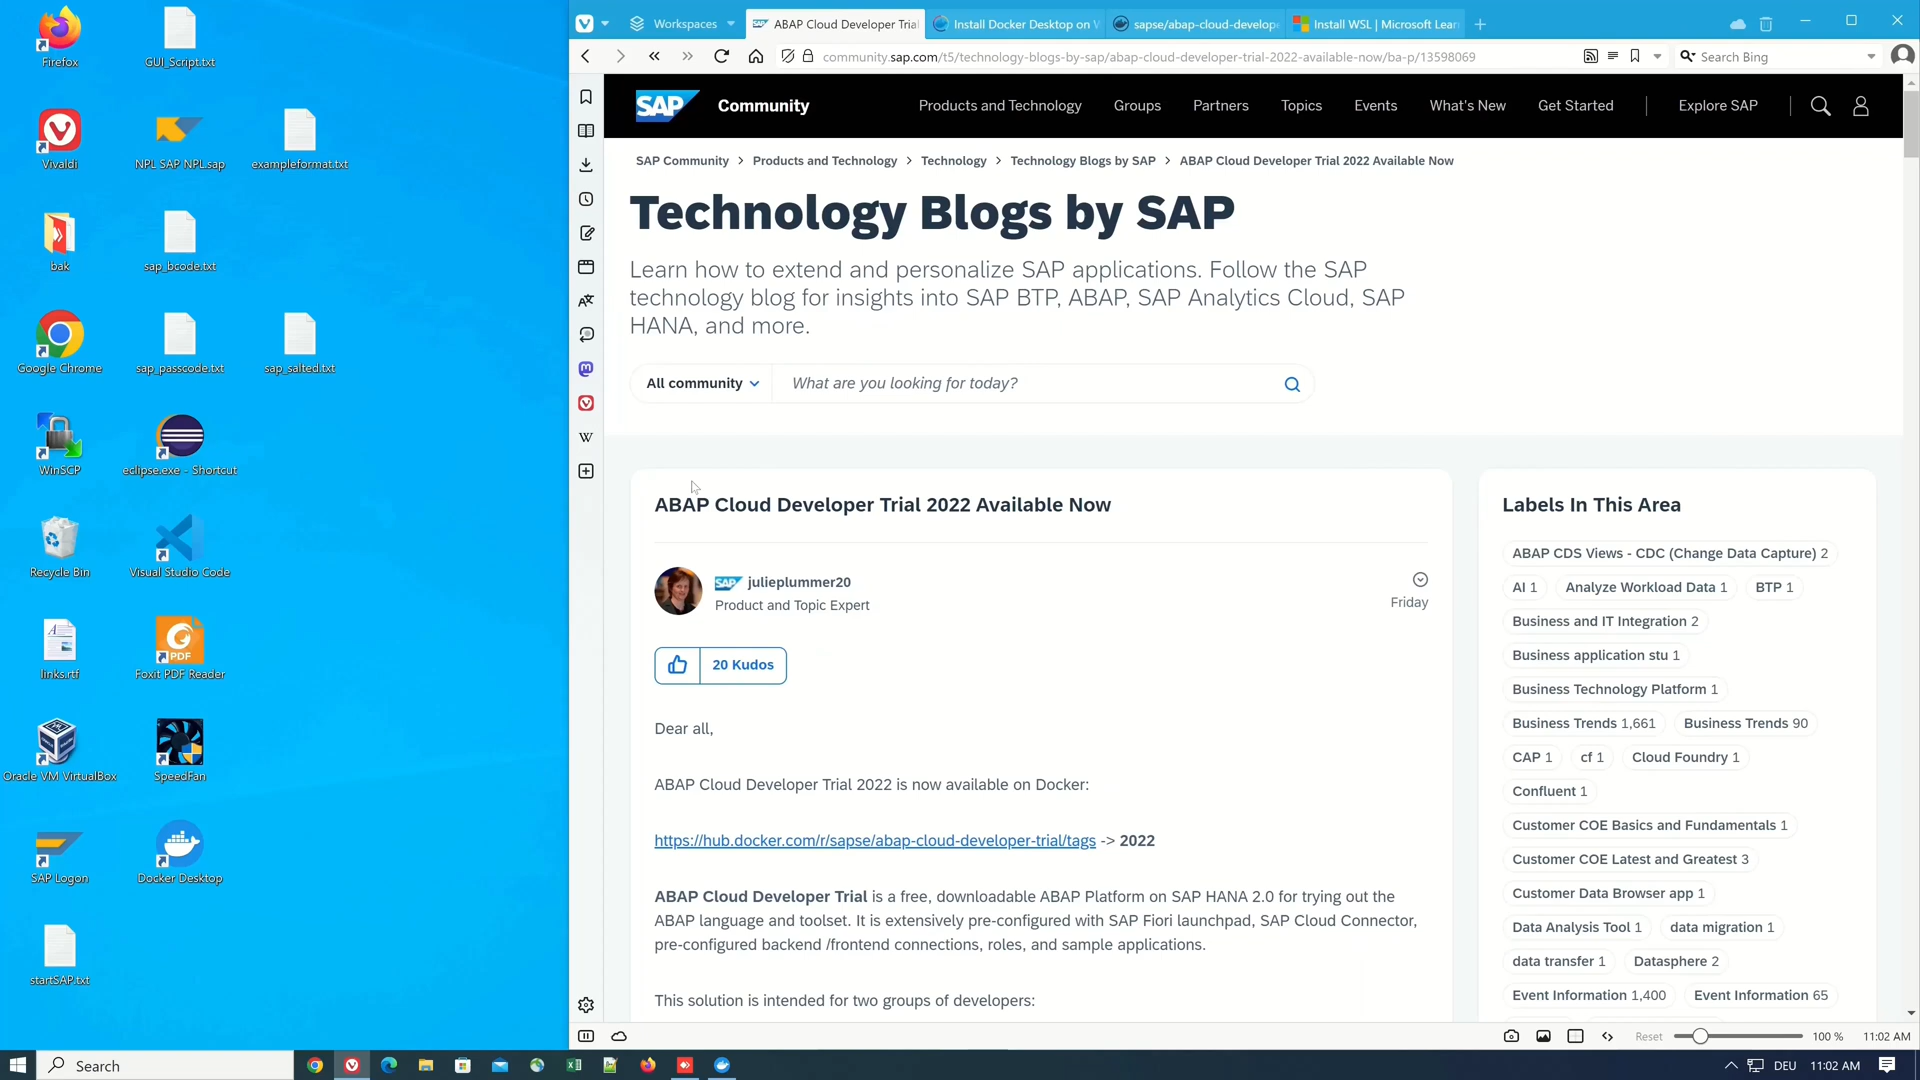 Firefox
GUI_Script.txt
Vivaldi
NPL SAP NPL.sap
exampleformat.txt
bak
sap_bcode.txt
Google Chrome
sap_passcode.txt
sap_salted.txt
WinSCP
eclipse.exe - Shortcut
Recycle Bin
Visual Studio Code
links.rtf
PDF
Foxit PDF Reader
Oracle VM VirtualBox
SpeedFan
SAP Logon
Docker Desktop
startSAP.txt
Workspaces
ABAP Cloud Developer Tria
Install Docker Desktop on W
sapse/abap-cloud-develope
Install WSL | Microsoft Lear
community.sap.com/t5/technology-blogs-by-sap/abap-cloud-developer-trial-2022-available-now/ba-p/13598069
Search Bing
SAP Community
Products and Technology
Groups
Partners
Topics
Events
What's New
Get Started
Explore SAP
SAP Community > Products and Technology > Technology > Technology Blogs by SAP > ABAP Cloud Developer Trial 2022 Available Now
Technology Blogs by SAP
Learn how to extend and personalize SAP applications. Follow the SAP
technology blog for insights into SAP BTP, ABAP, SAP Analytics Cloud, SAP
HANA, and more.
All community
What are you looking for today?
ABAP Cloud Developer Trial 2022 Available Now
SAP julieplummer20
Product and Topic Expert
Friday
20 Kudos
Dear all,
ABAP Cloud Developer Trial 2022 is now available on Docker:
https://hub.docker.com/r/sapse/abap-cloud-developer-trial/tags -> 2022
ABAP Cloud Developer Trial is a free, downloadable ABAP Platform on SAP HANA 2.0 for trying out the
ABAP language and toolset. It is extensively pre-configured with SAP Fiori launchpad, SAP Cloud Connector,
pre-configured backend /frontend connections, roles, and sample applications.
This solution is intended for two groups of developers:
Labels In This Area
ABAP CDS Views - CDC (Change Data Capture) 2
AI 1
Analyze Workload Data 1
BTP 1
Business and IT Integration 2
Business application stu 1
Business Technology Platform 1
Business Trends 1,661
Business Trends 90
CAP 1
cf 1
Cloud Foundry 1
Confluent 1
Customer COE Basics and Fundamentals 1
Customer COE Latest and Greatest 3
Customer Data Browser app 1
Data Analysis Tool 1
data migration 1
data transfer 1
Datasphere 2
Event Information 1,400
Event Information 65
Reset
100 %
11:02 AM
Search
DEU
11:02 AM